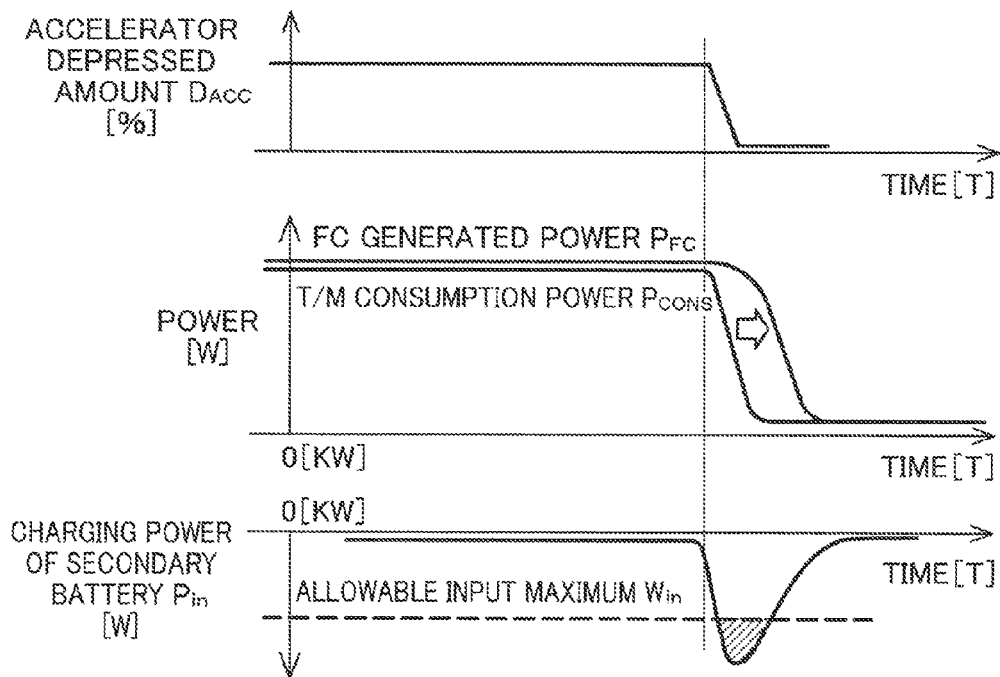 ACCELERATOR
DEPRESSED
AMOUNT DACC
[%]
TIME[T]
FC GENERATED POWER PFC
T/M CONSUMPTION POWER PCONS
POWER
[W]
0[KW]
TIME[T]
0[KW]
CHARGING POWER
OF SECONDARY
BATTERY Pin
[W]
TIME[T]
ALLOWABLE INPUT MAXIMUM Win